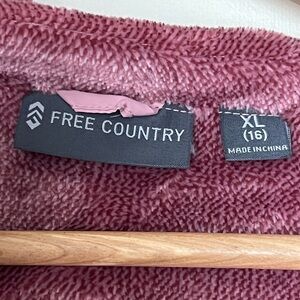 FREE COUNTRY
XL
(16)
MADE IN CHINA